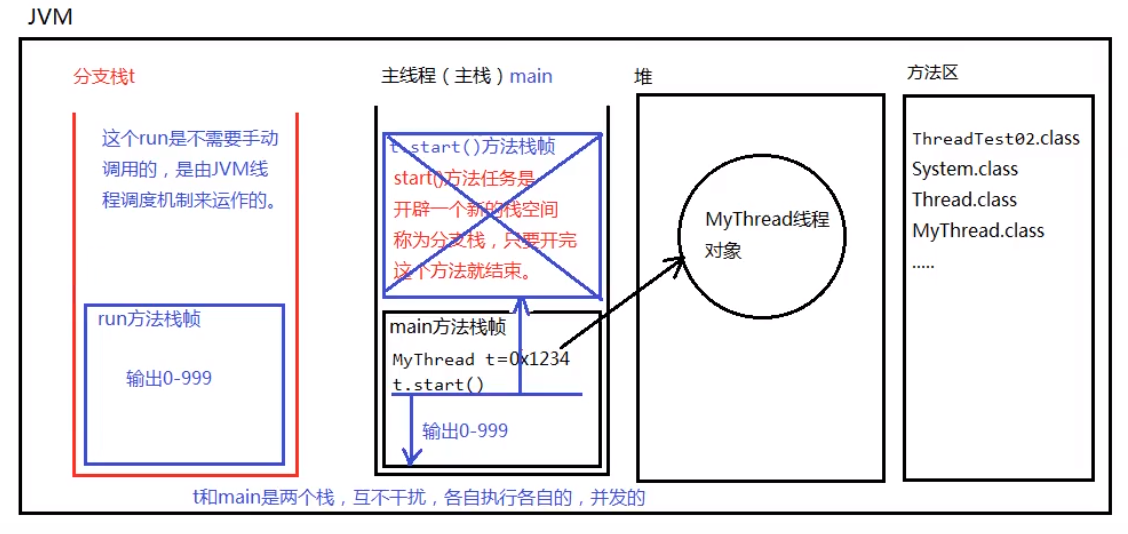 JVM
分支栈t
这个run是不需要手动
调用的，是由JVM线
程调度机制来运作的。
run方法栈帧
输出0-999
主线程（主栈）main
t.start()方法栈帧
start()方法任务是
开辟一个新的栈空间
称为分支栈，只要开完
这个方法就结束。
main方法栈帧
MyThread t=0x1234
t.start()
输出0-999
堆
MyThread线程
对象
方法区
ThreadTest02.class
System.class
Thread.class
MyThread.class
.....
t和main是两个栈，互不干扰，各自执行各自的，并发的